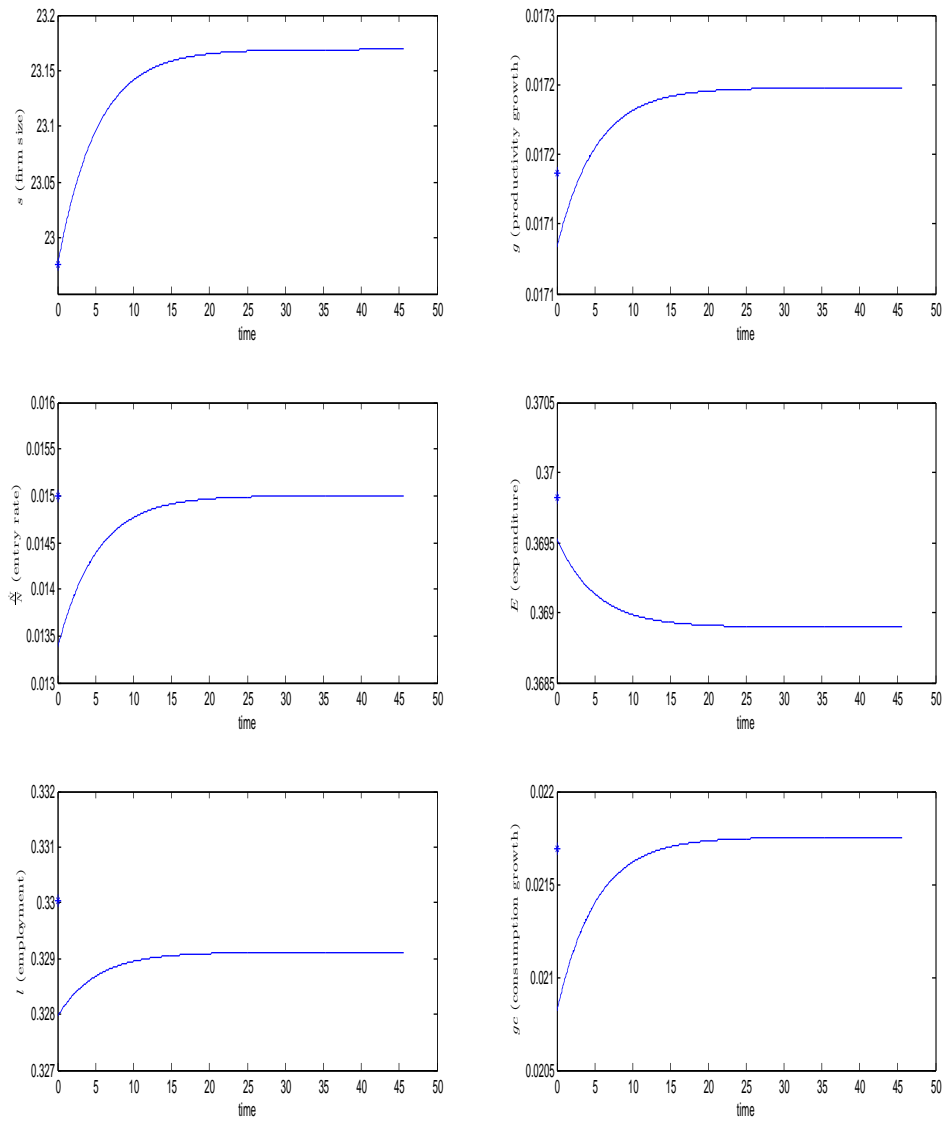 23.2
23.15
23.1
23.05
23
s (firm size)
0 5 10 15 20 25 30 35 40 45 50
time
0.0173
0.0172
0.0172
0.0171
0.0171
g (productivity growth)
0 5 10 15 20 25 30 35 40 45 50
time
0.016
0.0155
0.015
0.0145
0.014
0.0135
0.013
(entry rate)
0 5 10 15 20 25 30 35 40 45 50
time
0.3705
0.37
0.3695
0.369
0.3685
E (expenditure)
0 5 10 15 20 25 30 35 40 45 50
time
0.332
0.331
0.33
0.329
0.328
0.327
l (employment)
0 5 10 15 20 25 30 35 40 45 50
time
0.022
0.0215
0.021
0.0205
gc (consumption growth)
0 5 10 15 20 25 30 35 40 45 50
time